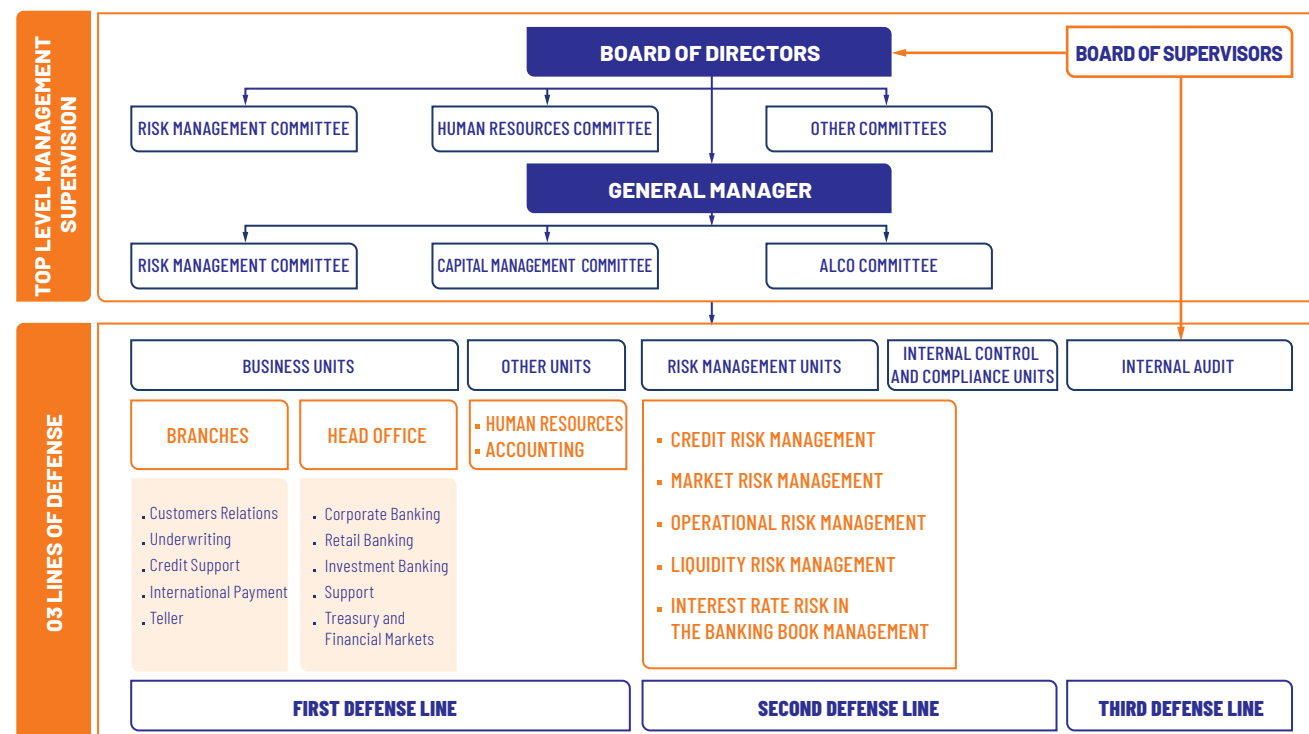 TOP LEVEL MANAGEMENT
SUPERVISION
BOARD OF DIRECTORS
BOARD OF SUPERVISORS
RISK MANAGEMENT COMMITTEE
HUMAN RESOURCES COMMITTEE
OTHER COMMITTEES
GENERAL MANAGER
RISK MANAGEMENT COMMITTEE
CAPITAL MANAGEMENT COMMITTEE
ALCO COMMITTEE
03 LINES OF DEFENSE
BUSINESS UNITS
OTHER UNITS
RISK MANAGEMENT UNITS
INTERNAL CONTROL
AND COMPLIANCE UNITS
INTERNAL AUDIT
BRANCHES
. Customers Relations
. Underwriting
. Credit Support
. International Payment
. Teller
HEAD OFFICE
. Corporate Banking
. Retail Banking
. Investment Banking
. Support
. Treasury and
Financial Markets
▪ HUMAN RESOURCES
▪ ACCOUNTING
▪ CREDIT RISK MANAGEMENT
▪ MARKET RISK MANAGEMENT
▪ OPERATIONAL RISK MANAGEMENT
▪ LIQUIDITY RISK MANAGEMENT
▪ INTEREST RATE RISK IN
THE BANKING BOOK MANAGEMENT
FIRST DEFENSE LINE
SECOND DEFENSE LINE
THIRD DEFENSE LINE